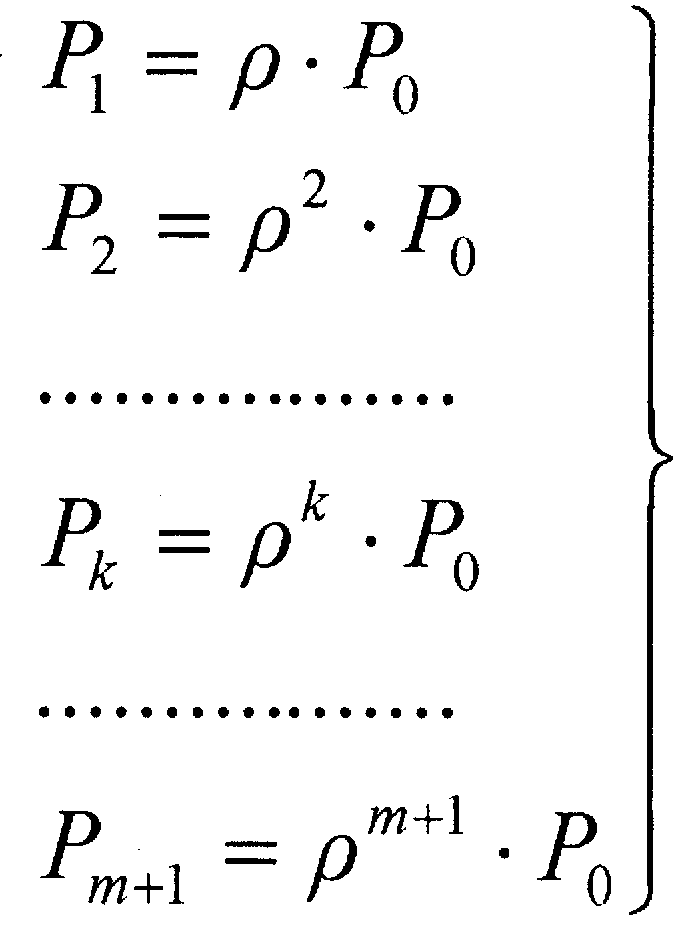 P₁ = ρ · P₀
P₂ = ρ² · P₀
.................
Pₖ = ρᵏ · P₀
.................
Pₘ₊₁ = ρᵐ⁺¹ · P₀